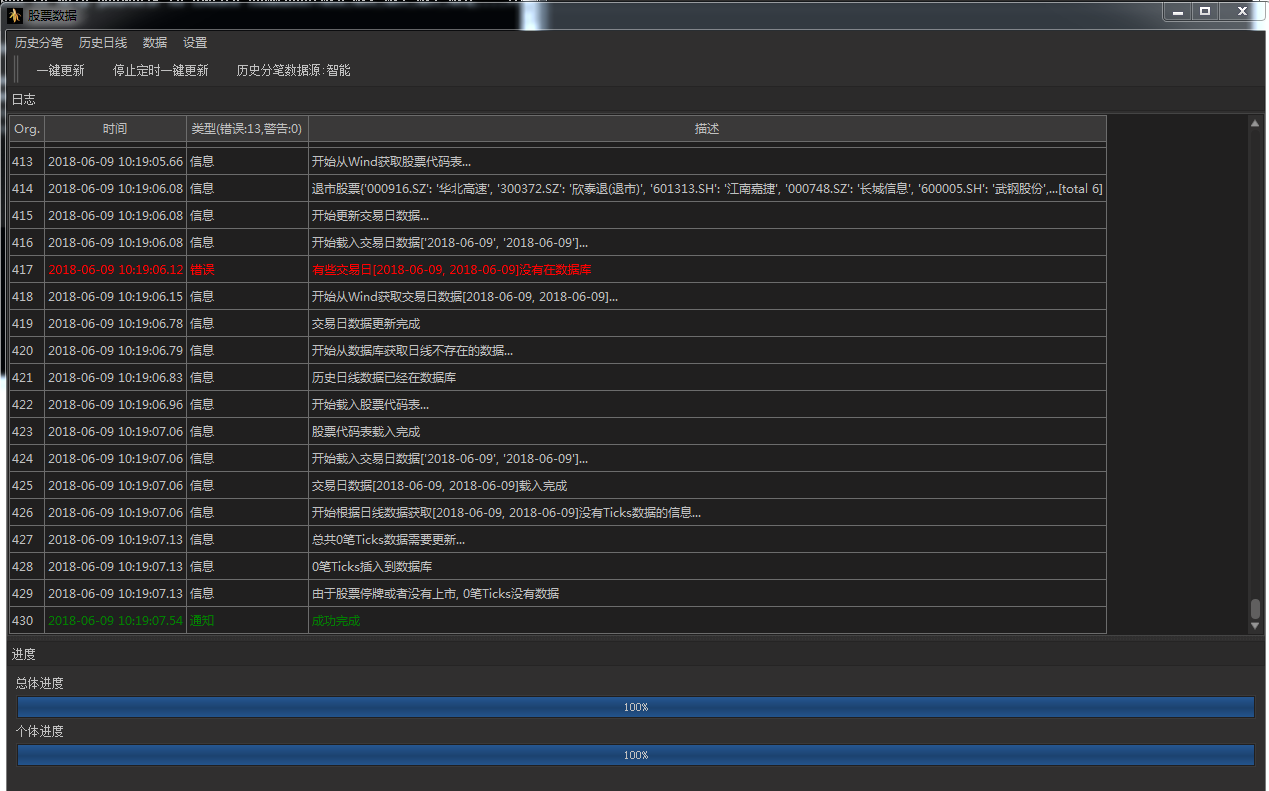 股票数据
历史分笔 历史日线 数据 设置
一键更新 停止定时一键更新 历史分笔数据源:智能
日志
Org. 时间 类型(错误:13,警告:0) 描述
413 2018-06-09 10:19:05.66 信息 开始从Wind获取股票代码表...
414 2018-06-09 10:19:06.08 信息 退市股票{'000916.SZ': '华北高速', '300372.SZ': '欣泰退(退市)', '601313.SH': '江南嘉捷', '000748.SZ': '长城信息', '600005.SH': '武钢股份',...[total 6]
415 2018-06-09 10:19:06.08 信息 开始更新交易日数据...
416 2018-06-09 10:19:06.08 信息 开始载入交易日数据['2018-06-09', '2018-06-09']...
417 2018-06-09 10:19:06.12 错误 有些交易日[2018-06-09, 2018-06-09]没有在数据库
418 2018-06-09 10:19:06.15 信息 开始从Wind获取交易日数据[2018-06-09, 2018-06-09]...
419 2018-06-09 10:19:06.78 信息 交易日数据更新完成
420 2018-06-09 10:19:06.79 信息 开始从数据库获取日线不存在的数据...
421 2018-06-09 10:19:06.83 信息 历史日线数据已经在数据库
422 2018-06-09 10:19:06.96 信息 开始载入股票代码表...
423 2018-06-09 10:19:07.06 信息 股票代码表载入完成
424 2018-06-09 10:19:07.06 信息 开始载入交易日数据['2018-06-09', '2018-06-09']...
425 2018-06-09 10:19:07.06 信息 交易日数据[2018-06-09, 2018-06-09]载入完成
426 2018-06-09 10:19:07.06 信息 开始根据日线数据获取[2018-06-09, 2018-06-09]没有Ticks数据的信息...
427 2018-06-09 10:19:07.13 信息 总共0笔Ticks数据需要更新...
428 2018-06-09 10:19:07.13 信息 0笔Ticks插入到数据库
429 2018-06-09 10:19:07.13 信息 由于股票停牌或者没有上市, 0笔Ticks没有数据
430 2018-06-09 10:19:07.54 通知 成功完成
进度
总体进度
100%
个体进度
100%